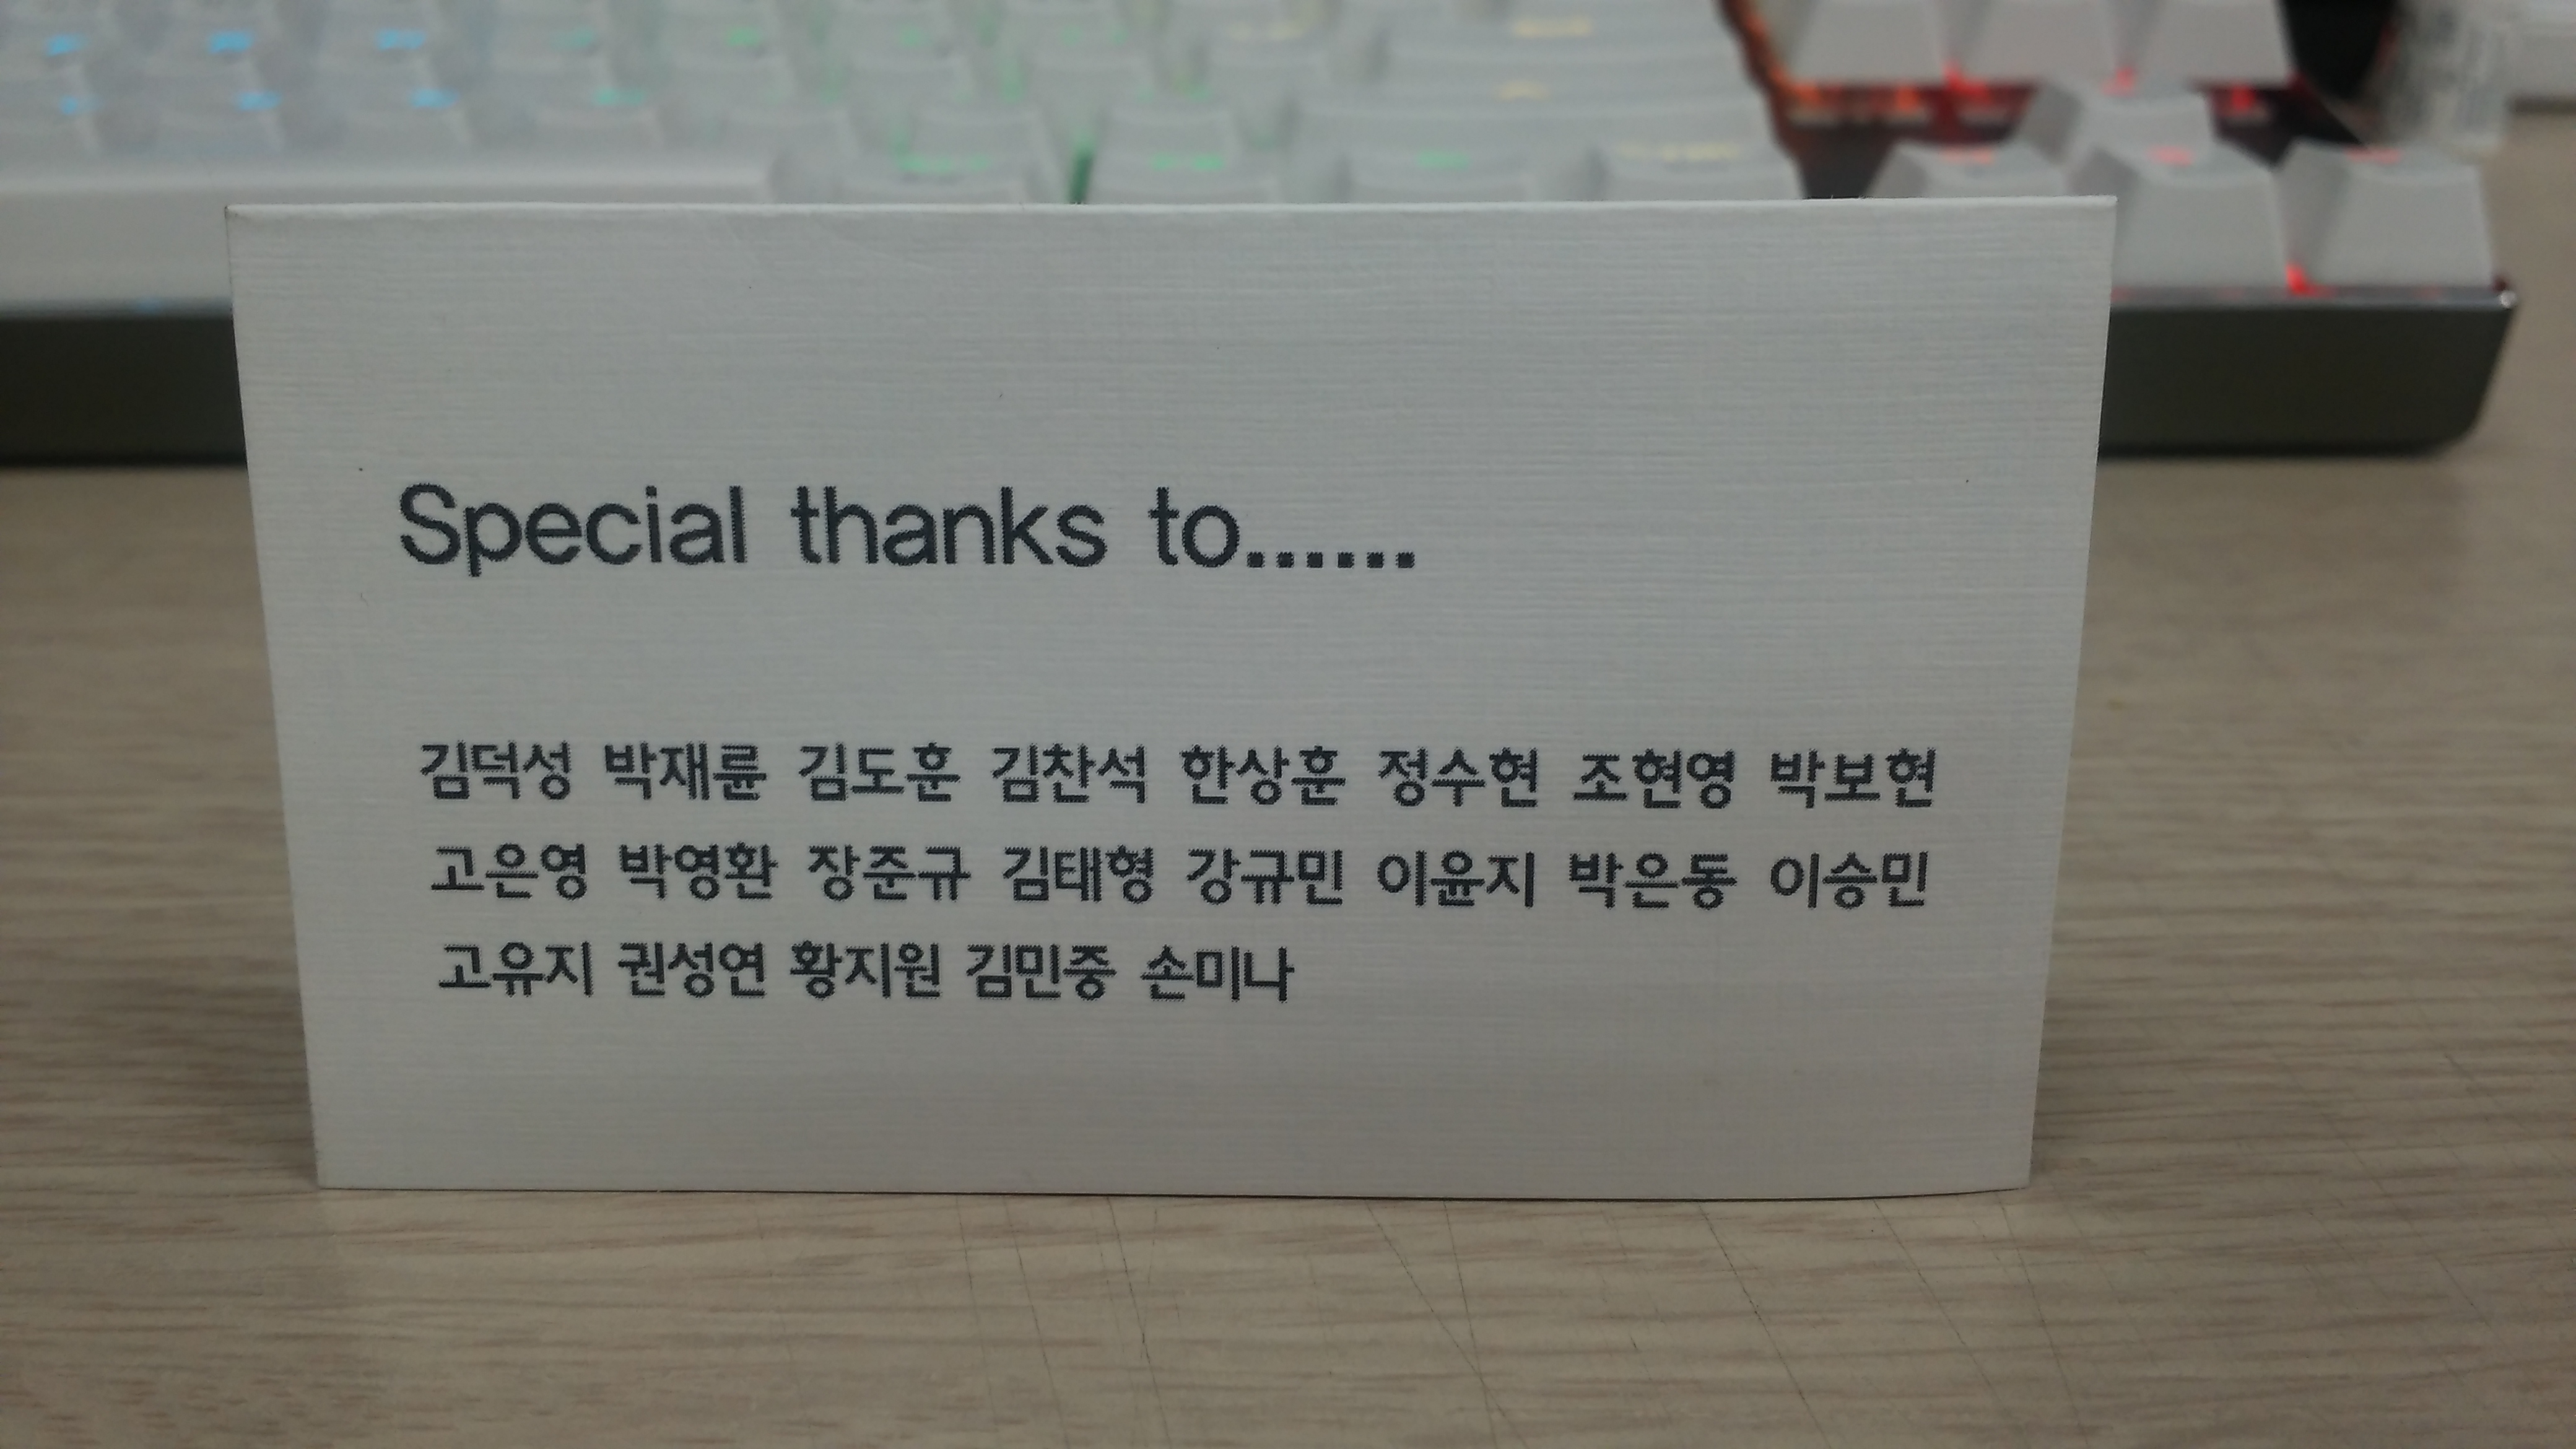 Special thanks to......
김덕성 박재륜 김도훈 김찬석 한상훈 정수현 조현영 박보현
고은영 박영환 장준규 김태형 강규민 이윤지 박은동 이승민
고유지 권성연 황지원 김민중 손미나